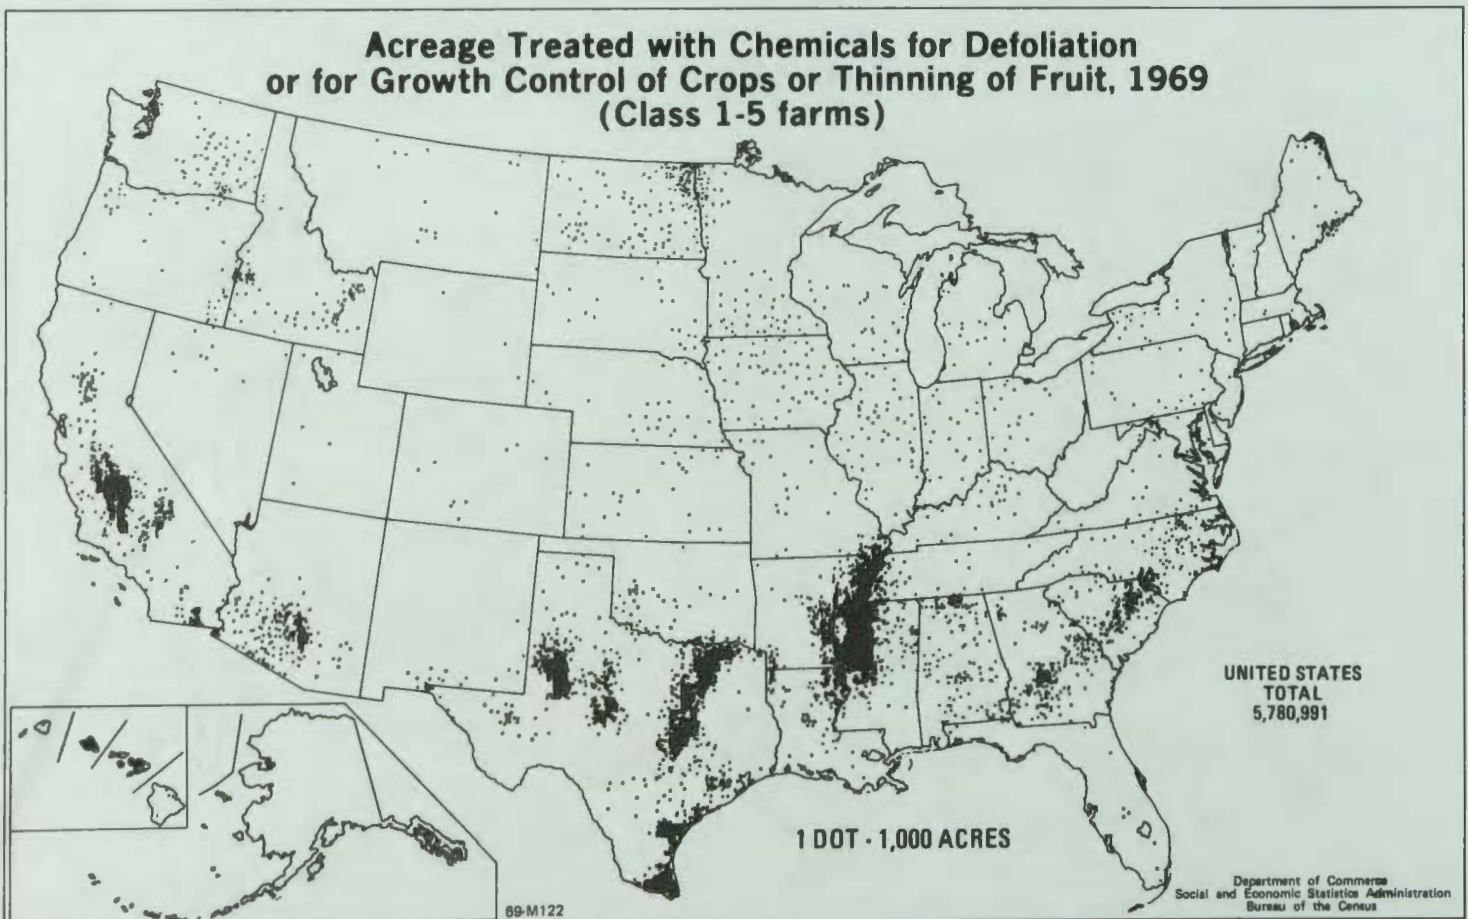 Acreage Treated with Chemicals for Defoliation
or for Growth Control of Crops or Thinning of Fruit, 1969
(Class 1-5 farms)
UNITED STATES
TOTAL
5,780,991
1 DOT - 1,000 ACRES
Department of Commerce
Social and Economic Statistics Administration
Bureau of the Census
69-M122